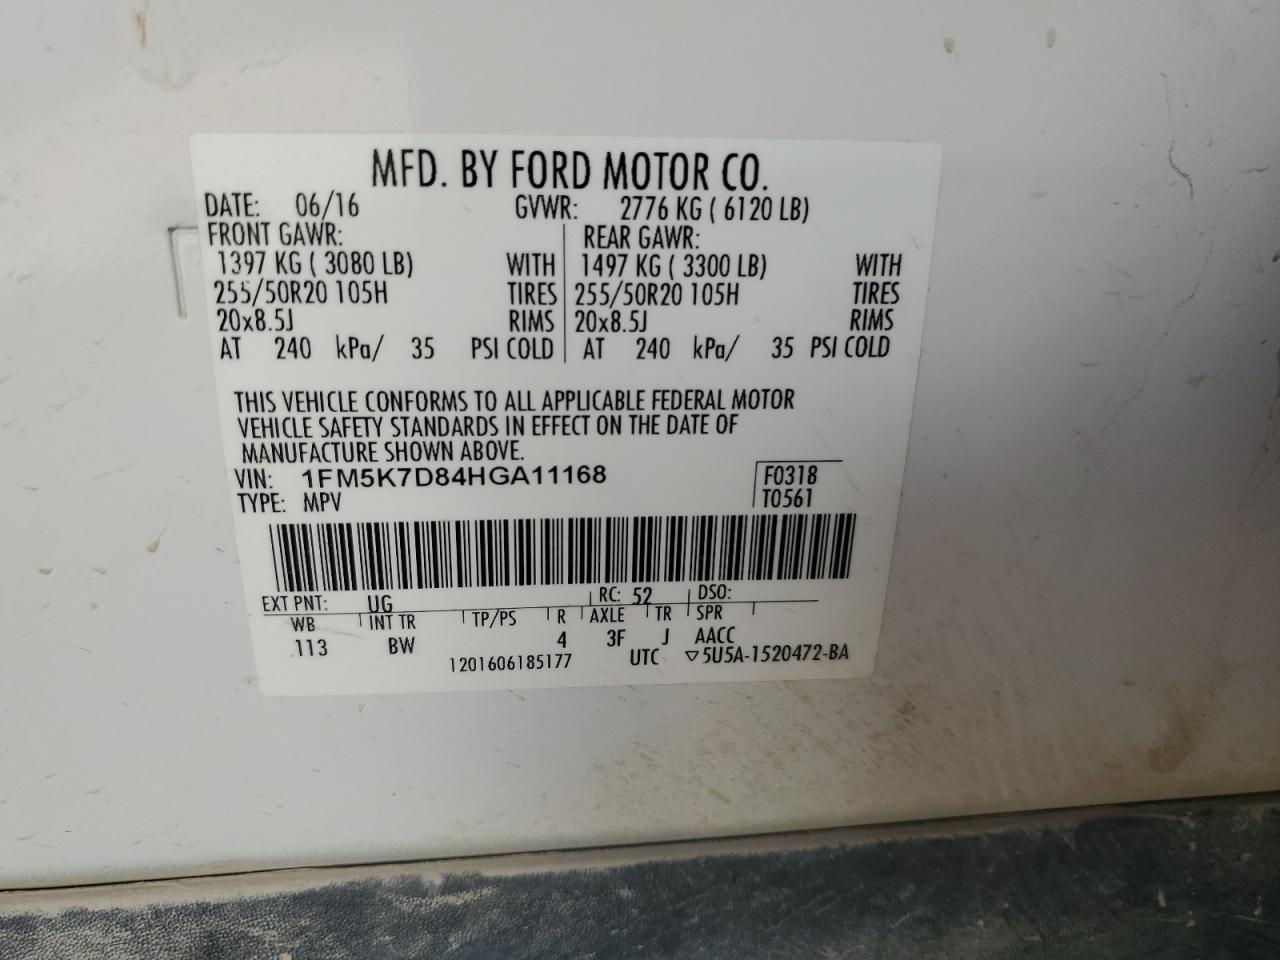 MFD. BY FORD MOTOR CO.
DATE: 06/16 GVWR: 2776 KG ( 6120 LB)
FRONT GAWR: REAR GAWR:
1397 KG ( 3080 LB) WITH 1497 KG ( 3300 LB) WITH
255/50R20 105H TIRES 255/50R20 105H TIRES
20x8.5J RIMS 20x8.5J RIMS
AT 240 kPa/ 35 PSI COLD AT 240 kPa/ 35 PSI COLD
THIS VEHICLE CONFORMS TO ALL APPLICABLE FEDERAL MOTOR
VEHICLE SAFETY STANDARDS IN EFFECT ON THE DATE OF
MANUFACTURE SHOWN ABOVE.
VIN: 1FM5K7D84HGA11168 F0318
TYPE: MPV T0561
EXT PNT: UG RC: 52 DSO:
WB INT TR TP/PS R AXLE TR SPR
113 BW 4 3F J AACC
1201606185177 UTC ▽5U5A-1520472-BA